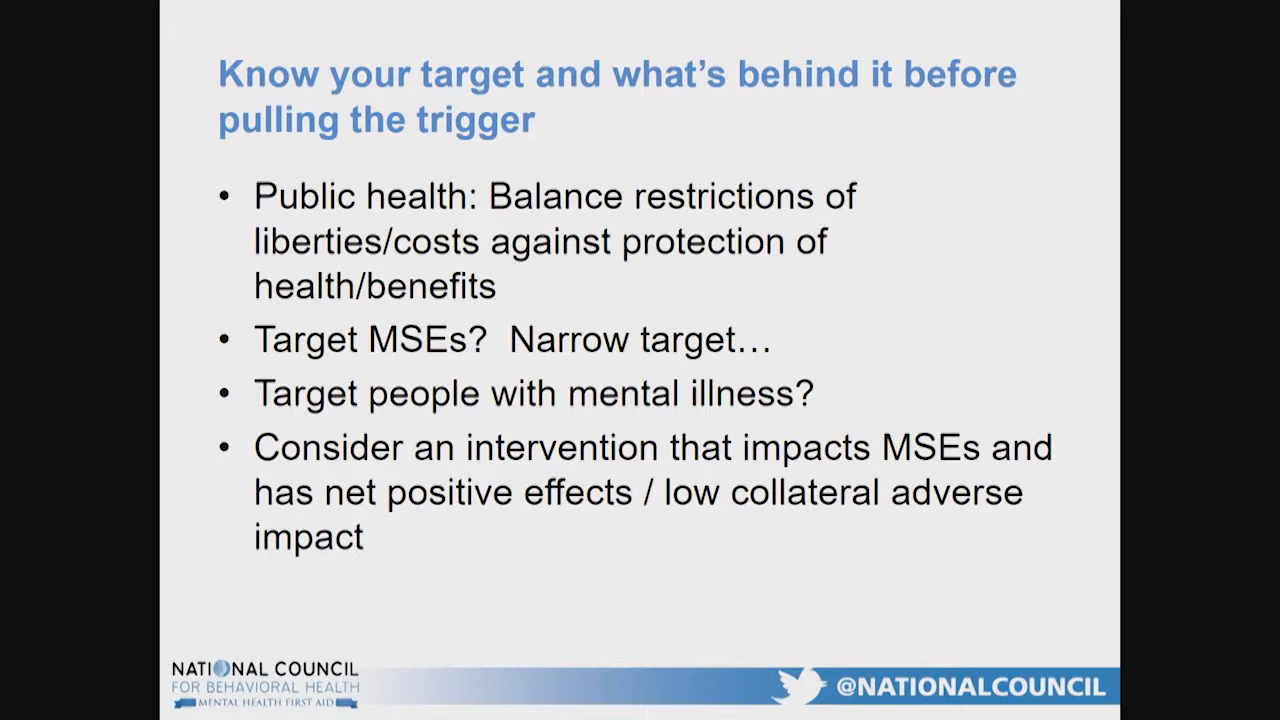 Know your target and what’s behind it before
pulling the trigger
• Public health: Balance restrictions of
liberties/costs against protection of
health/benefits
• Target MSEs?  Narrow target…
• Target people with mental illness?
• Consider an intervention that impacts MSEs and
has net positive effects / low collateral adverse
impact
NATIONAL COUNCIL
FOR BEHAVIORAL HEALTH
MENTAL HEALTH FIRST AID
@NATIONALCOUNCIL